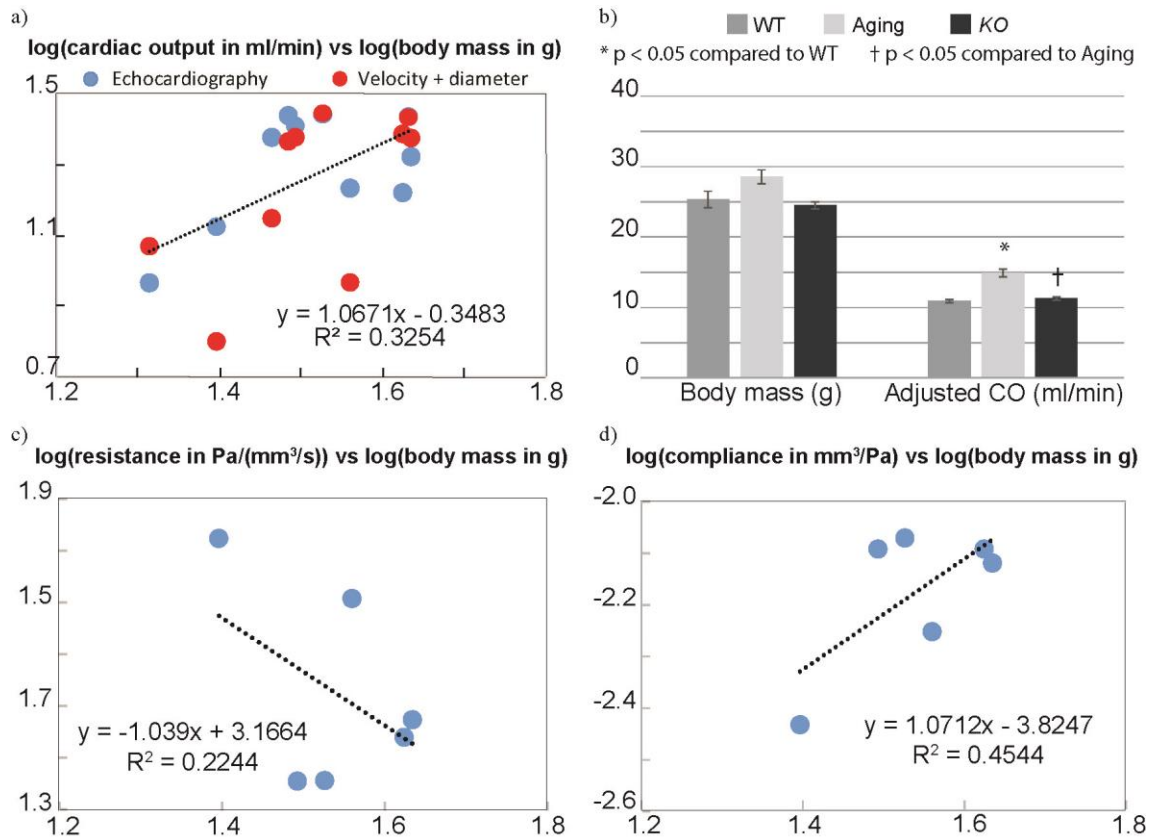 a)
log(cardiac output in ml/min) vs log(body mass in g)
Echocardiography Velocity + diameter
1.5
1.1
0.7
y = 1.0671x - 0.3483
R² = 0.3254
1.2 1.4 1.6 1.8
b)
WT Aging KO
* p < 0.05 compared to WT † p < 0.05 compared to Aging
40
30
20
10
0
*
†
Body mass (g) Adjusted CO (ml/min)
c)
log(resistance in Pa/(mm³/s)) vs log(body mass in g)
1.9
1.5
1.7
1.3
y = -1.039x + 3.1664
R² = 0.2244
1.2 1.4 1.6 1.8
d)
log(compliance in mm³/Pa) vs log(body mass in g)
-2.0
-2.2
-2.4
-2.6
y = 1.0712x - 3.8247
R² = 0.4544
1.2 1.4 1.6 1.8